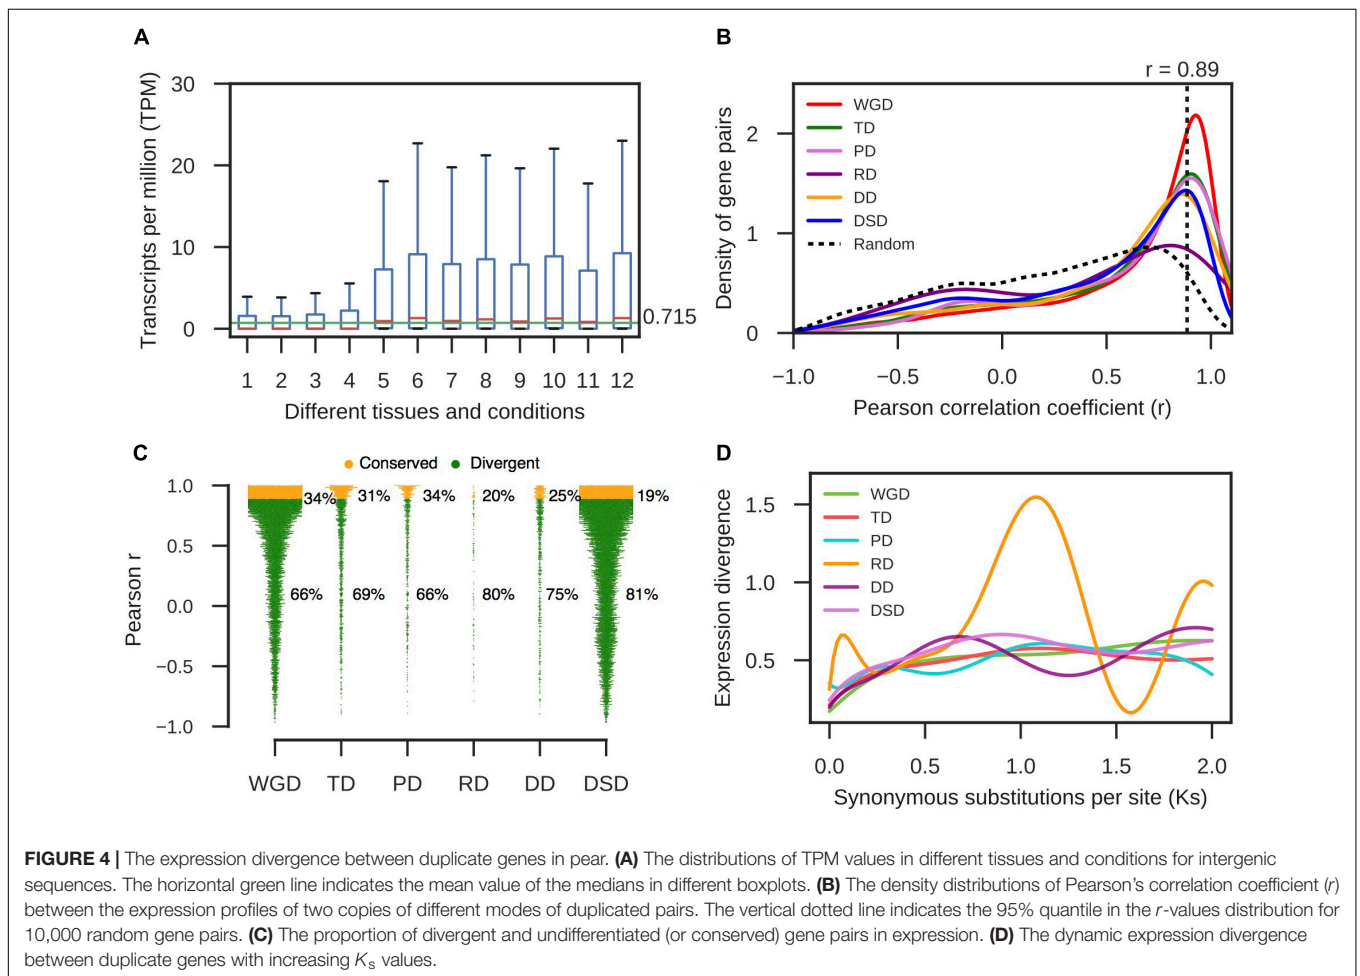 A
Transcripts per million (TPM)
30
20
10
0
0.715
1 2 3 4 5 6 7 8 9 10 11 12
Different tissues and conditions
B
r = 0.89
Density of gene pairs
2
1
0
WGD
TD
PD
RD
DD
DSD
Random
−1.0 −0.5 0.0 0.5 1.0
Pearson correlation coefficient (r)
C
Conserved Divergent
Pearson r
1.0
0.5
0.0
−0.5
−1.0
34% 31% 34% 20% 25% 19%
66% 69% 66% 80% 75% 81%
WGD TD PD RD DD DSD
D
Expression divergence
1.5
1.0
0.5
WGD
TD
PD
RD
DD
DSD
0.0 0.5 1.0 1.5 2.0
Synonymous substitutions per site (Ks)
FIGURE 4 | The expression divergence between duplicate genes in pear. (A) The distributions of TPM values in different tissues and conditions for intergenic
sequences. The horizontal green line indicates the mean value of the medians in different boxplots. (B) The density distributions of Pearson's correlation coefficient (r)
between the expression profiles of two copies of different modes of duplicated pairs. The vertical dotted line indicates the 95% quantile in the r-values distribution for
10,000 random gene pairs. (C) The proportion of divergent and undifferentiated (or conserved) gene pairs in expression. (D) The dynamic expression divergence
between duplicate genes with increasing Ks values.